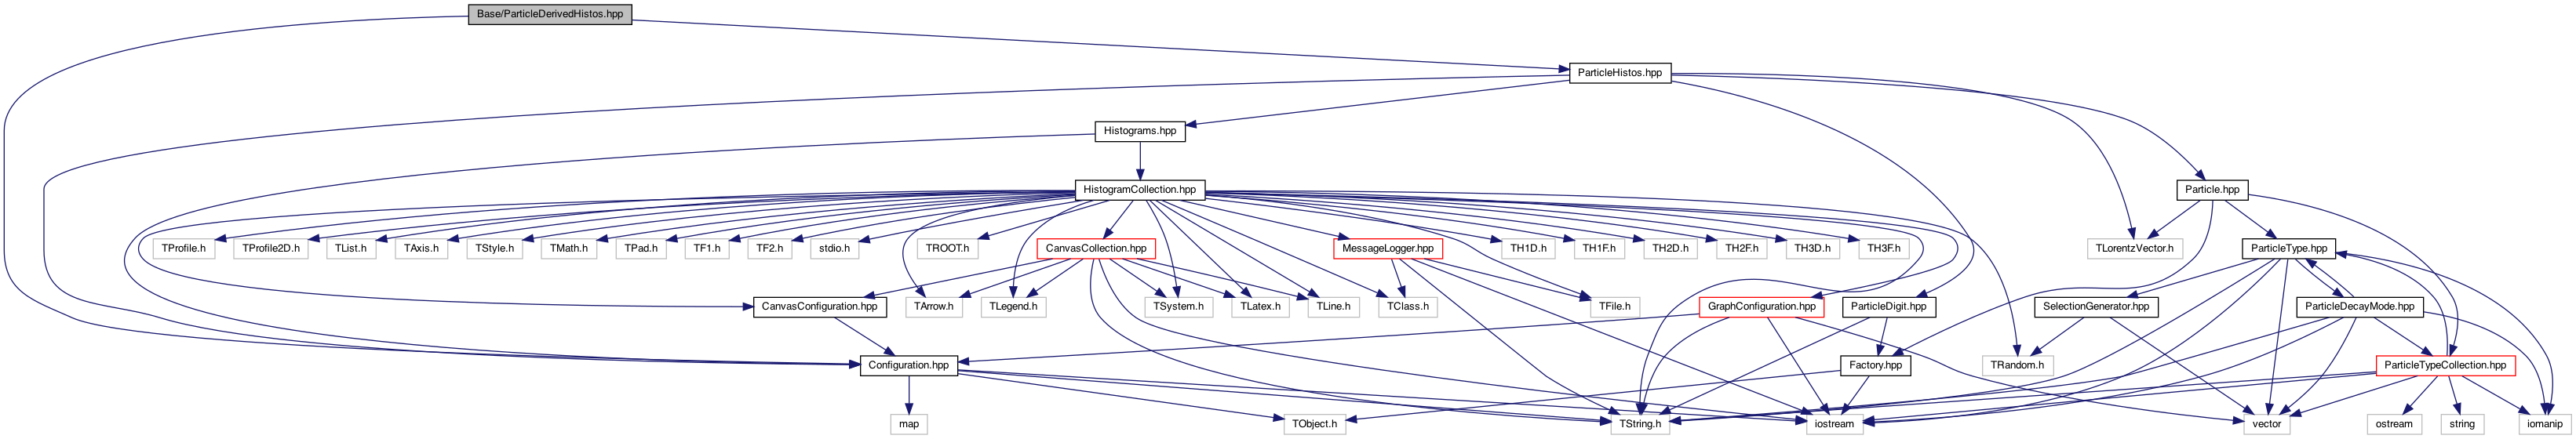 Base/ParticleDerivedHistos.hpp
ParticleHistos.hpp
Histograms.hpp
HistogramCollection.hpp
Particle.hpp
TProfile.h
TProfile2D.h
TList.h
TAxis.h
TStyle.h
TMath.h
TPad.h
TF1.h
TF2.h
stdio.h
TROOT.h
CanvasCollection.hpp
MessageLogger.hpp
TH1D.h
TH1F.h
TH2D.h
TH2F.h
TH3D.h
TH3F.h
TLorentzVector.h
ParticleType.hpp
CanvasConfiguration.hpp
TArrow.h
TLegend.h
TSystem.h
TLatex.h
TLine.h
TClass.h
TFile.h
GraphConfiguration.hpp
ParticleDigit.hpp
SelectionGenerator.hpp
ParticleDecayMode.hpp
Configuration.hpp
Factory.hpp
TRandom.h
ParticleTypeCollection.hpp
map
TObject.h
TString.h
iostream
vector
ostream
string
iomanip